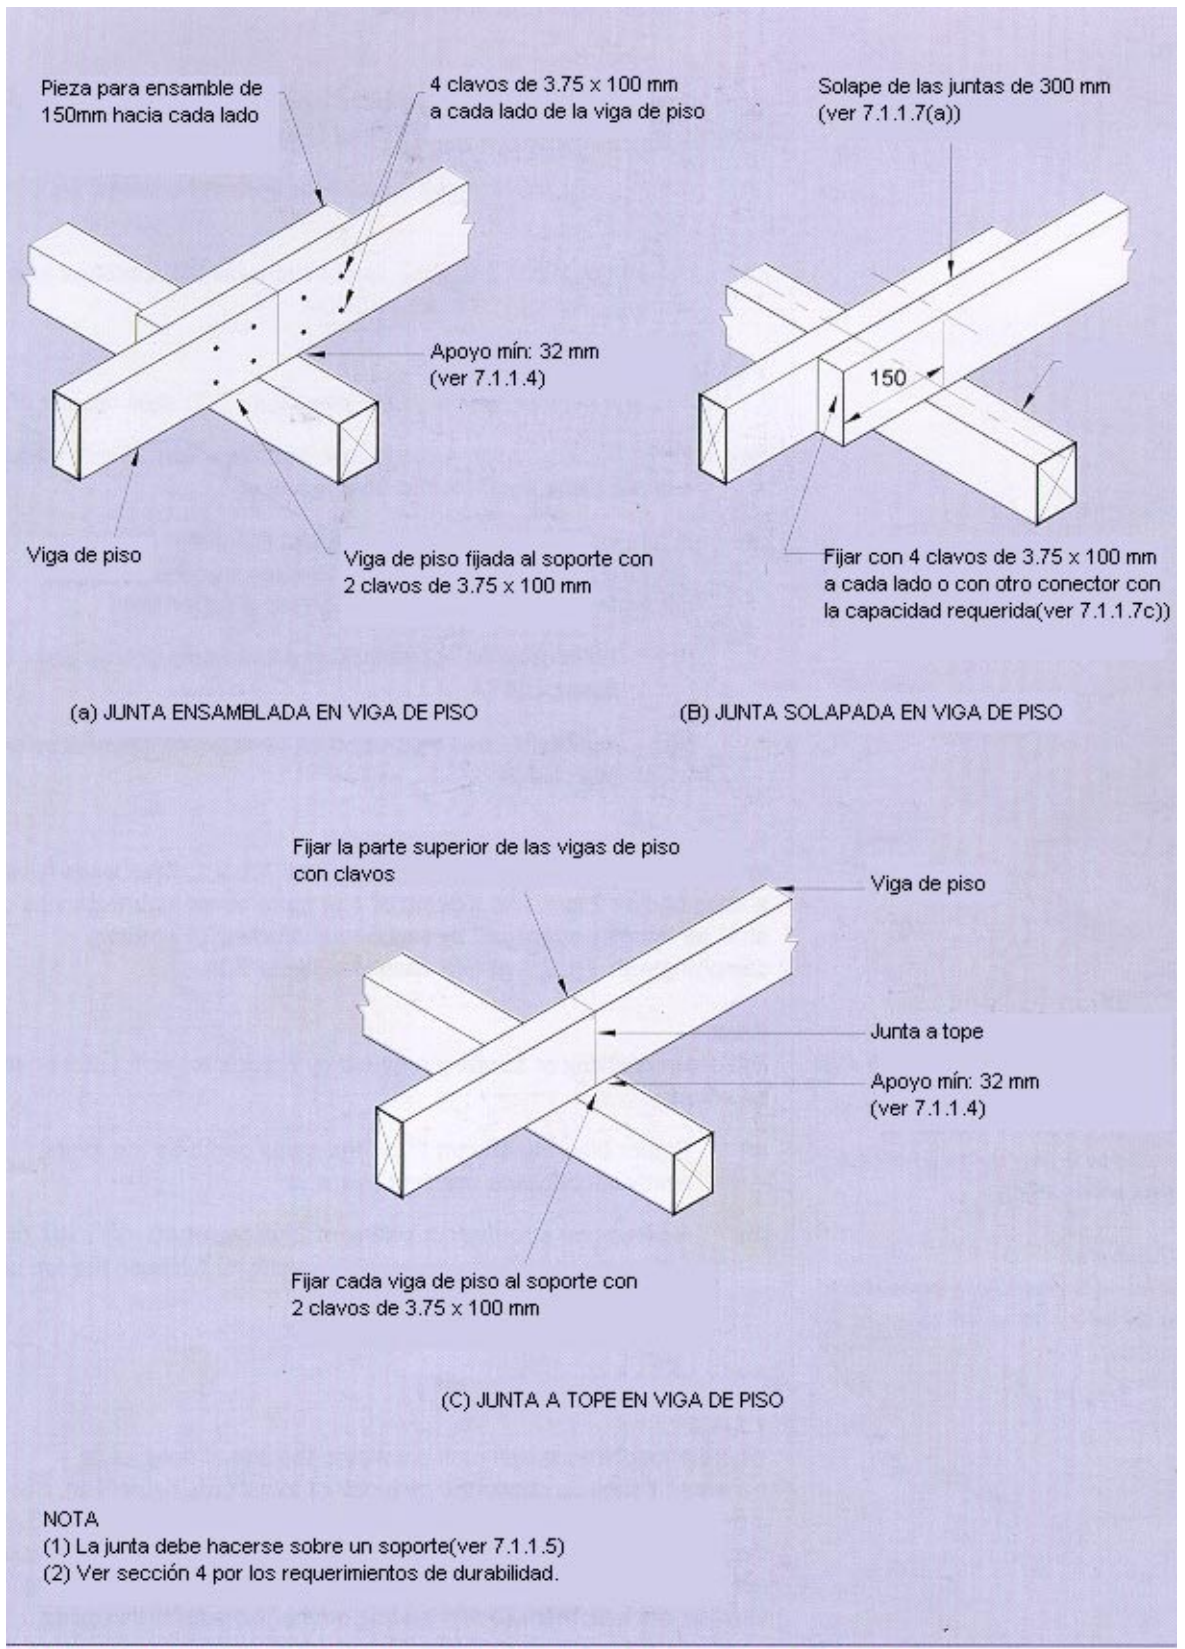 Pieza para ensamble de
150mm hacia cada lado
4 clavos de 3.75 x 100 mm
a cada lado de la viga de piso
Apoyo mín: 32 mm
(ver 7.1.1.4)
Viga de piso
Viga de piso fijada al soporte con
2 clavos de 3.75 x 100 mm
(a) JUNTA ENSAMBLADA EN VIGA DE PISO
Solape de las juntas de 300 mm
(ver 7.1.1.7(a))
150
Fijar con 4 clavos de 3.75 x 100 mm
a cada lado o con otro conector con
la capacidad requerida(ver 7.1.1.7c))
(B) JUNTA SOLAPADA EN VIGA DE PISO
Fijar la parte superior de las vigas de piso
con clavos
Viga de piso
Junta a tope
Apoyo mín: 32 mm
(ver 7.1.1.4)
Fijar cada viga de piso al soporte con
2 clavos de 3.75 x 100 mm
(C) JUNTA A TOPE EN VIGA DE PISO
NOTA
(1) La junta debe hacerse sobre un soporte(ver 7.1.1.5)
(2) Ver sección 4 por los requerimientos de durabilidad.